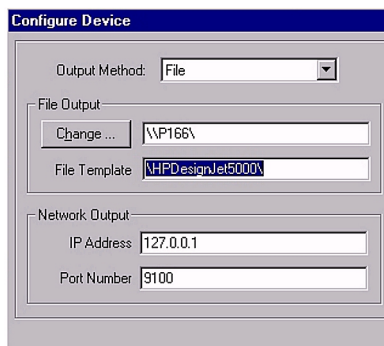 Configure Device
Output Method: File
File Output
Change ... \\P166\
File Template \HPDesignJet5000\
Network Output
IP Address 127.0.0.1
Port Number 9100